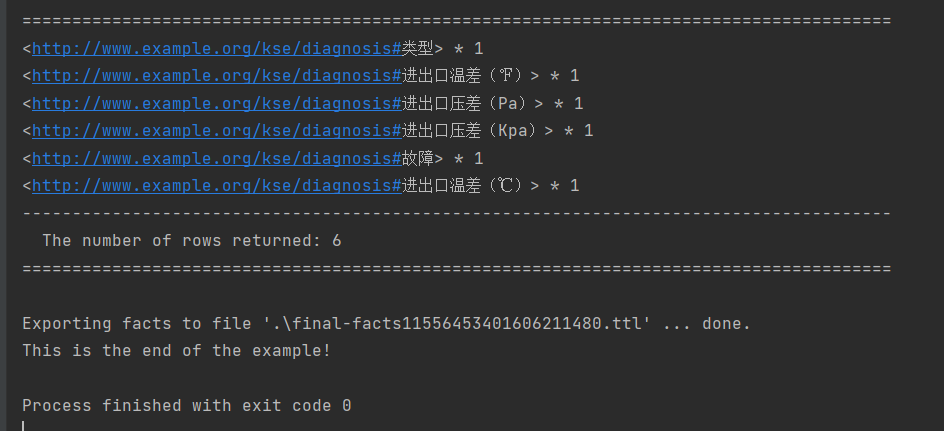 =======================================================================================
<http://www.example.org/kse/diagnosis#类型> * 1
<http://www.example.org/kse/diagnosis#进出口温差（℉）> * 1
<http://www.example.org/kse/diagnosis#进出口压差（Pa）> * 1
<http://www.example.org/kse/diagnosis#进出口压差（Kpa）> * 1
<http://www.example.org/kse/diagnosis#故障> * 1
<http://www.example.org/kse/diagnosis#进出口温差（℃）> * 1
---------------------------------------------------------------------------------------
The number of rows returned: 6
=======================================================================================
Exporting facts to file '.\final-facts11556453401606211480.ttl' ... done.
This is the end of the example!
Process finished with exit code 0